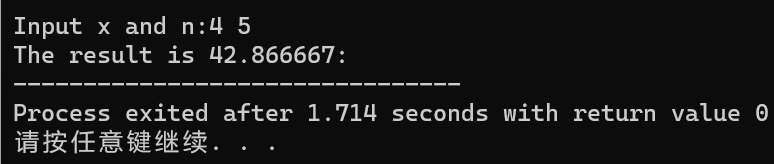 Input x and n:4 5
The result is 42.866667:
--------------------------------
Process exited after 1.714 seconds with return value 0
请按任意键继续. . .